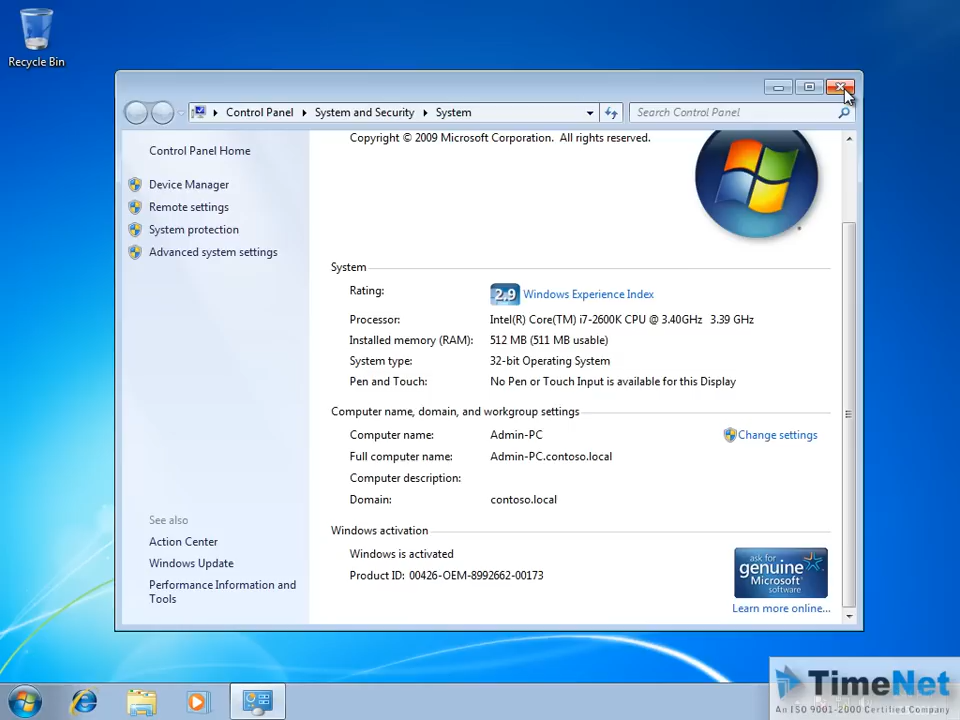 Recycle Bin
Control Panel
System and Security
System
Search Control Panel
Control Panel Home
Device Manager
Remote settings
System protection
Advanced system settings
See also
Action Center
Windows Update
Performance Information and
Tools
Copyright © 2009 Microsoft Corporation. All rights reserved.
System
Rating: 2.9 Windows Experience Index
Processor: Intel(R) Core(TM) i7-2600K CPU @ 3.40GHz 3.39 GHz
Installed memory (RAM): 512 MB (511 MB usable)
System type: 32-bit Operating System
Pen and Touch: No Pen or Touch Input is available for this Display
Computer name, domain, and workgroup settings
Computer name: Admin-PC
Change settings
Full computer name: Admin-PC.contoso.local
Computer description:
Domain: contoso.local
Windows activation
Windows is activated
Product ID: 00426-OEM-8992662-00173
ask for
genuine
Microsoft
software
Learn more online...
TimeNet
An ISO 9001-2000 Certified Company